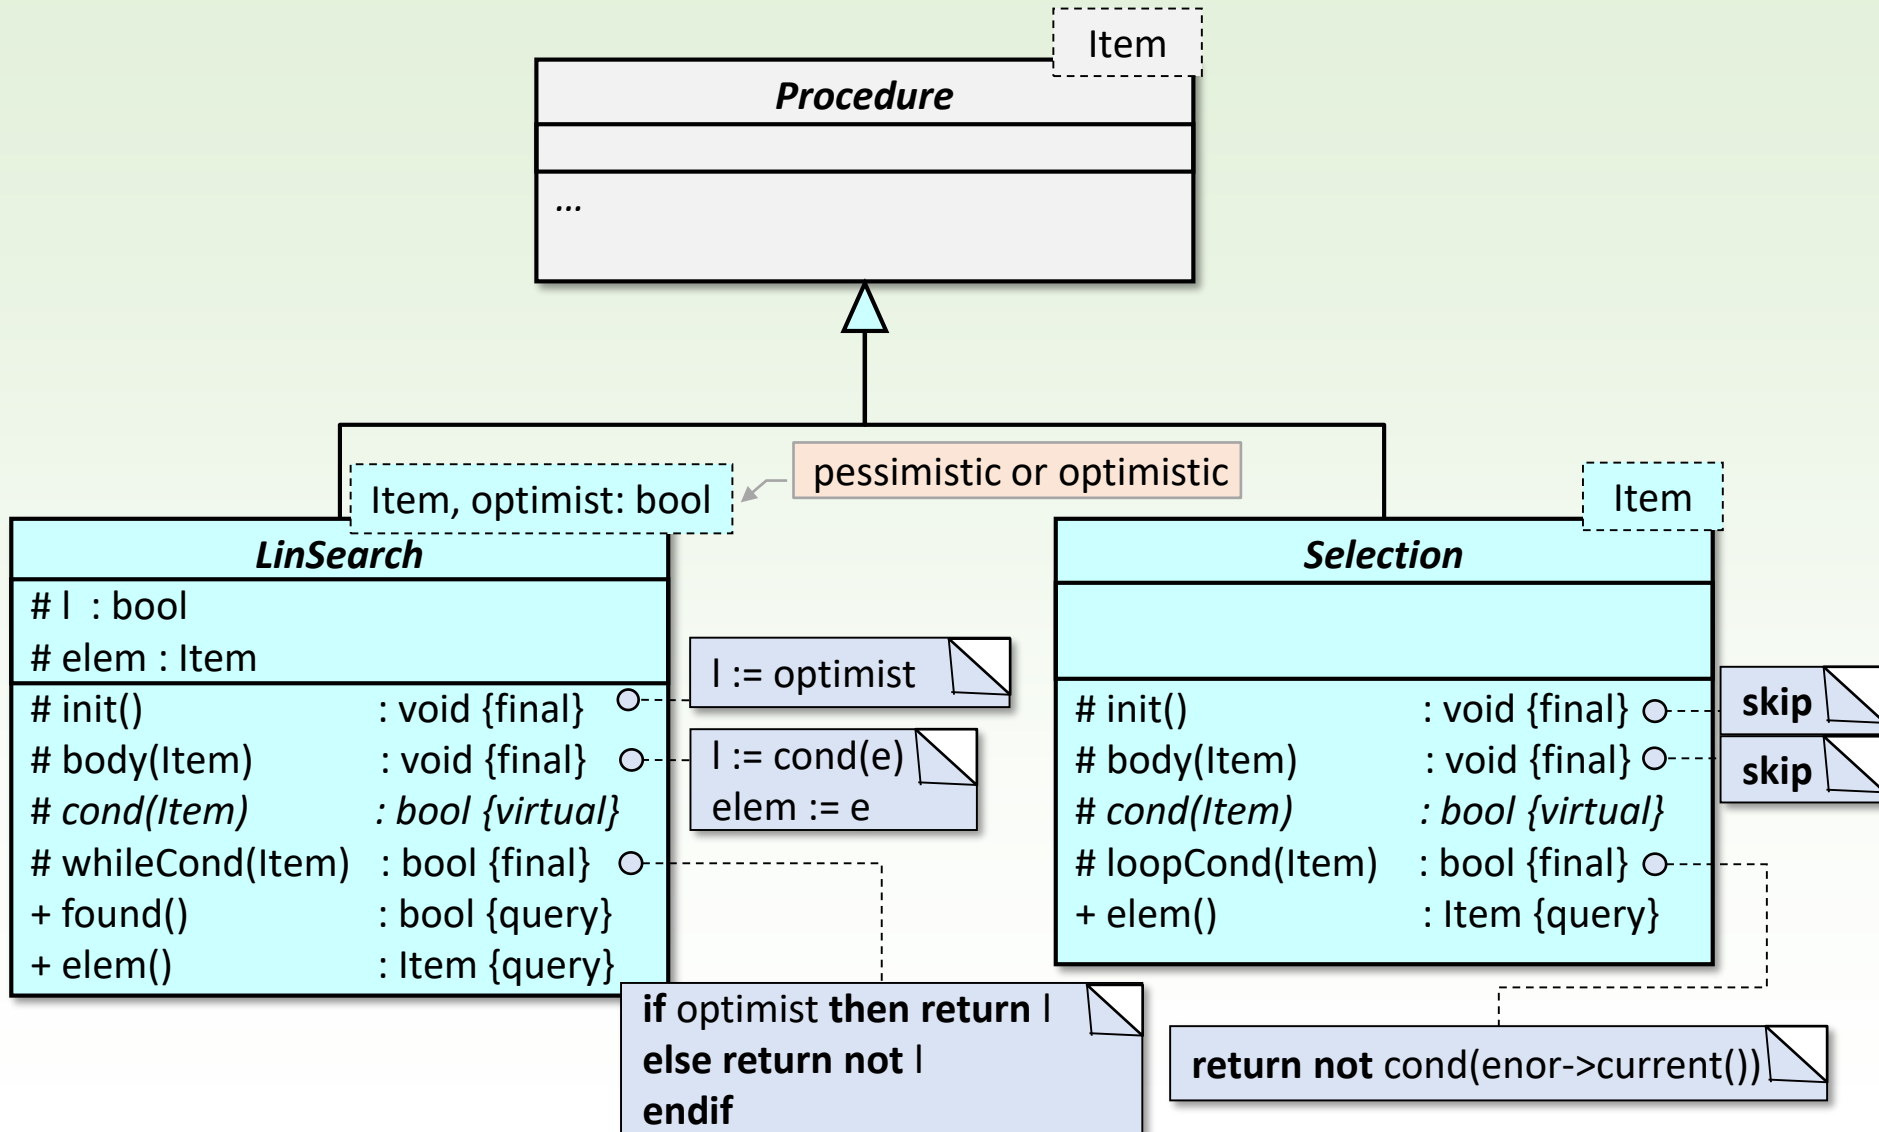 Item
Procedure
...
pessimistic or optimistic
Item, optimist: bool
LinSearch
# l : bool
# elem : Item
# init() : void {final}
# body(Item) : void {final}
# cond(Item) : bool {virtual}
# whileCond(Item) : bool {final}
+ found() : bool {query}
+ elem() : Item {query}
l := optimist
l := cond(e)
elem := e
if optimist then return l
else return not l
endif
Item
Selection
# init() : void {final}
# body(Item) : void {final}
# cond(Item) : bool {virtual}
# loopCond(Item) : bool {final}
+ elem() : Item {query}
skip
skip
return not cond(enor->current())